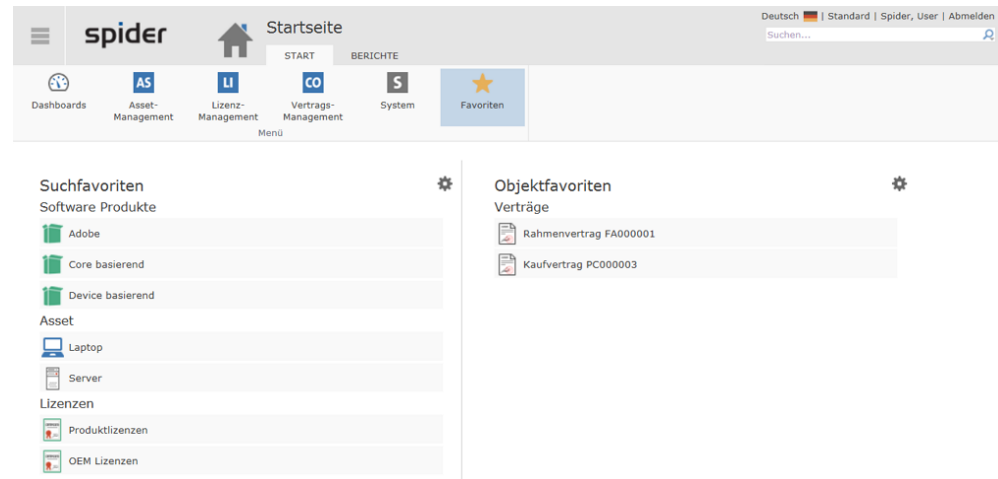 Deutsch | Standard | Spider, User | Abmelden
spider
Startseite
Suchen...
START BERICHTE
AS LI CO S
Dashboards Asset-Management Lizenz-Management Vertrags-Management System Favoriten
Menü
Suchfavoriten
Software Produkte
Adobe
Core basierend
Device basierend
Asset
Laptop
Server
Lizenzen
Produktlizenzen
OEM Lizenzen
Objektfavoriten
Verträge
Rahmenvertrag FA000001
Kaufvertrag PC000003